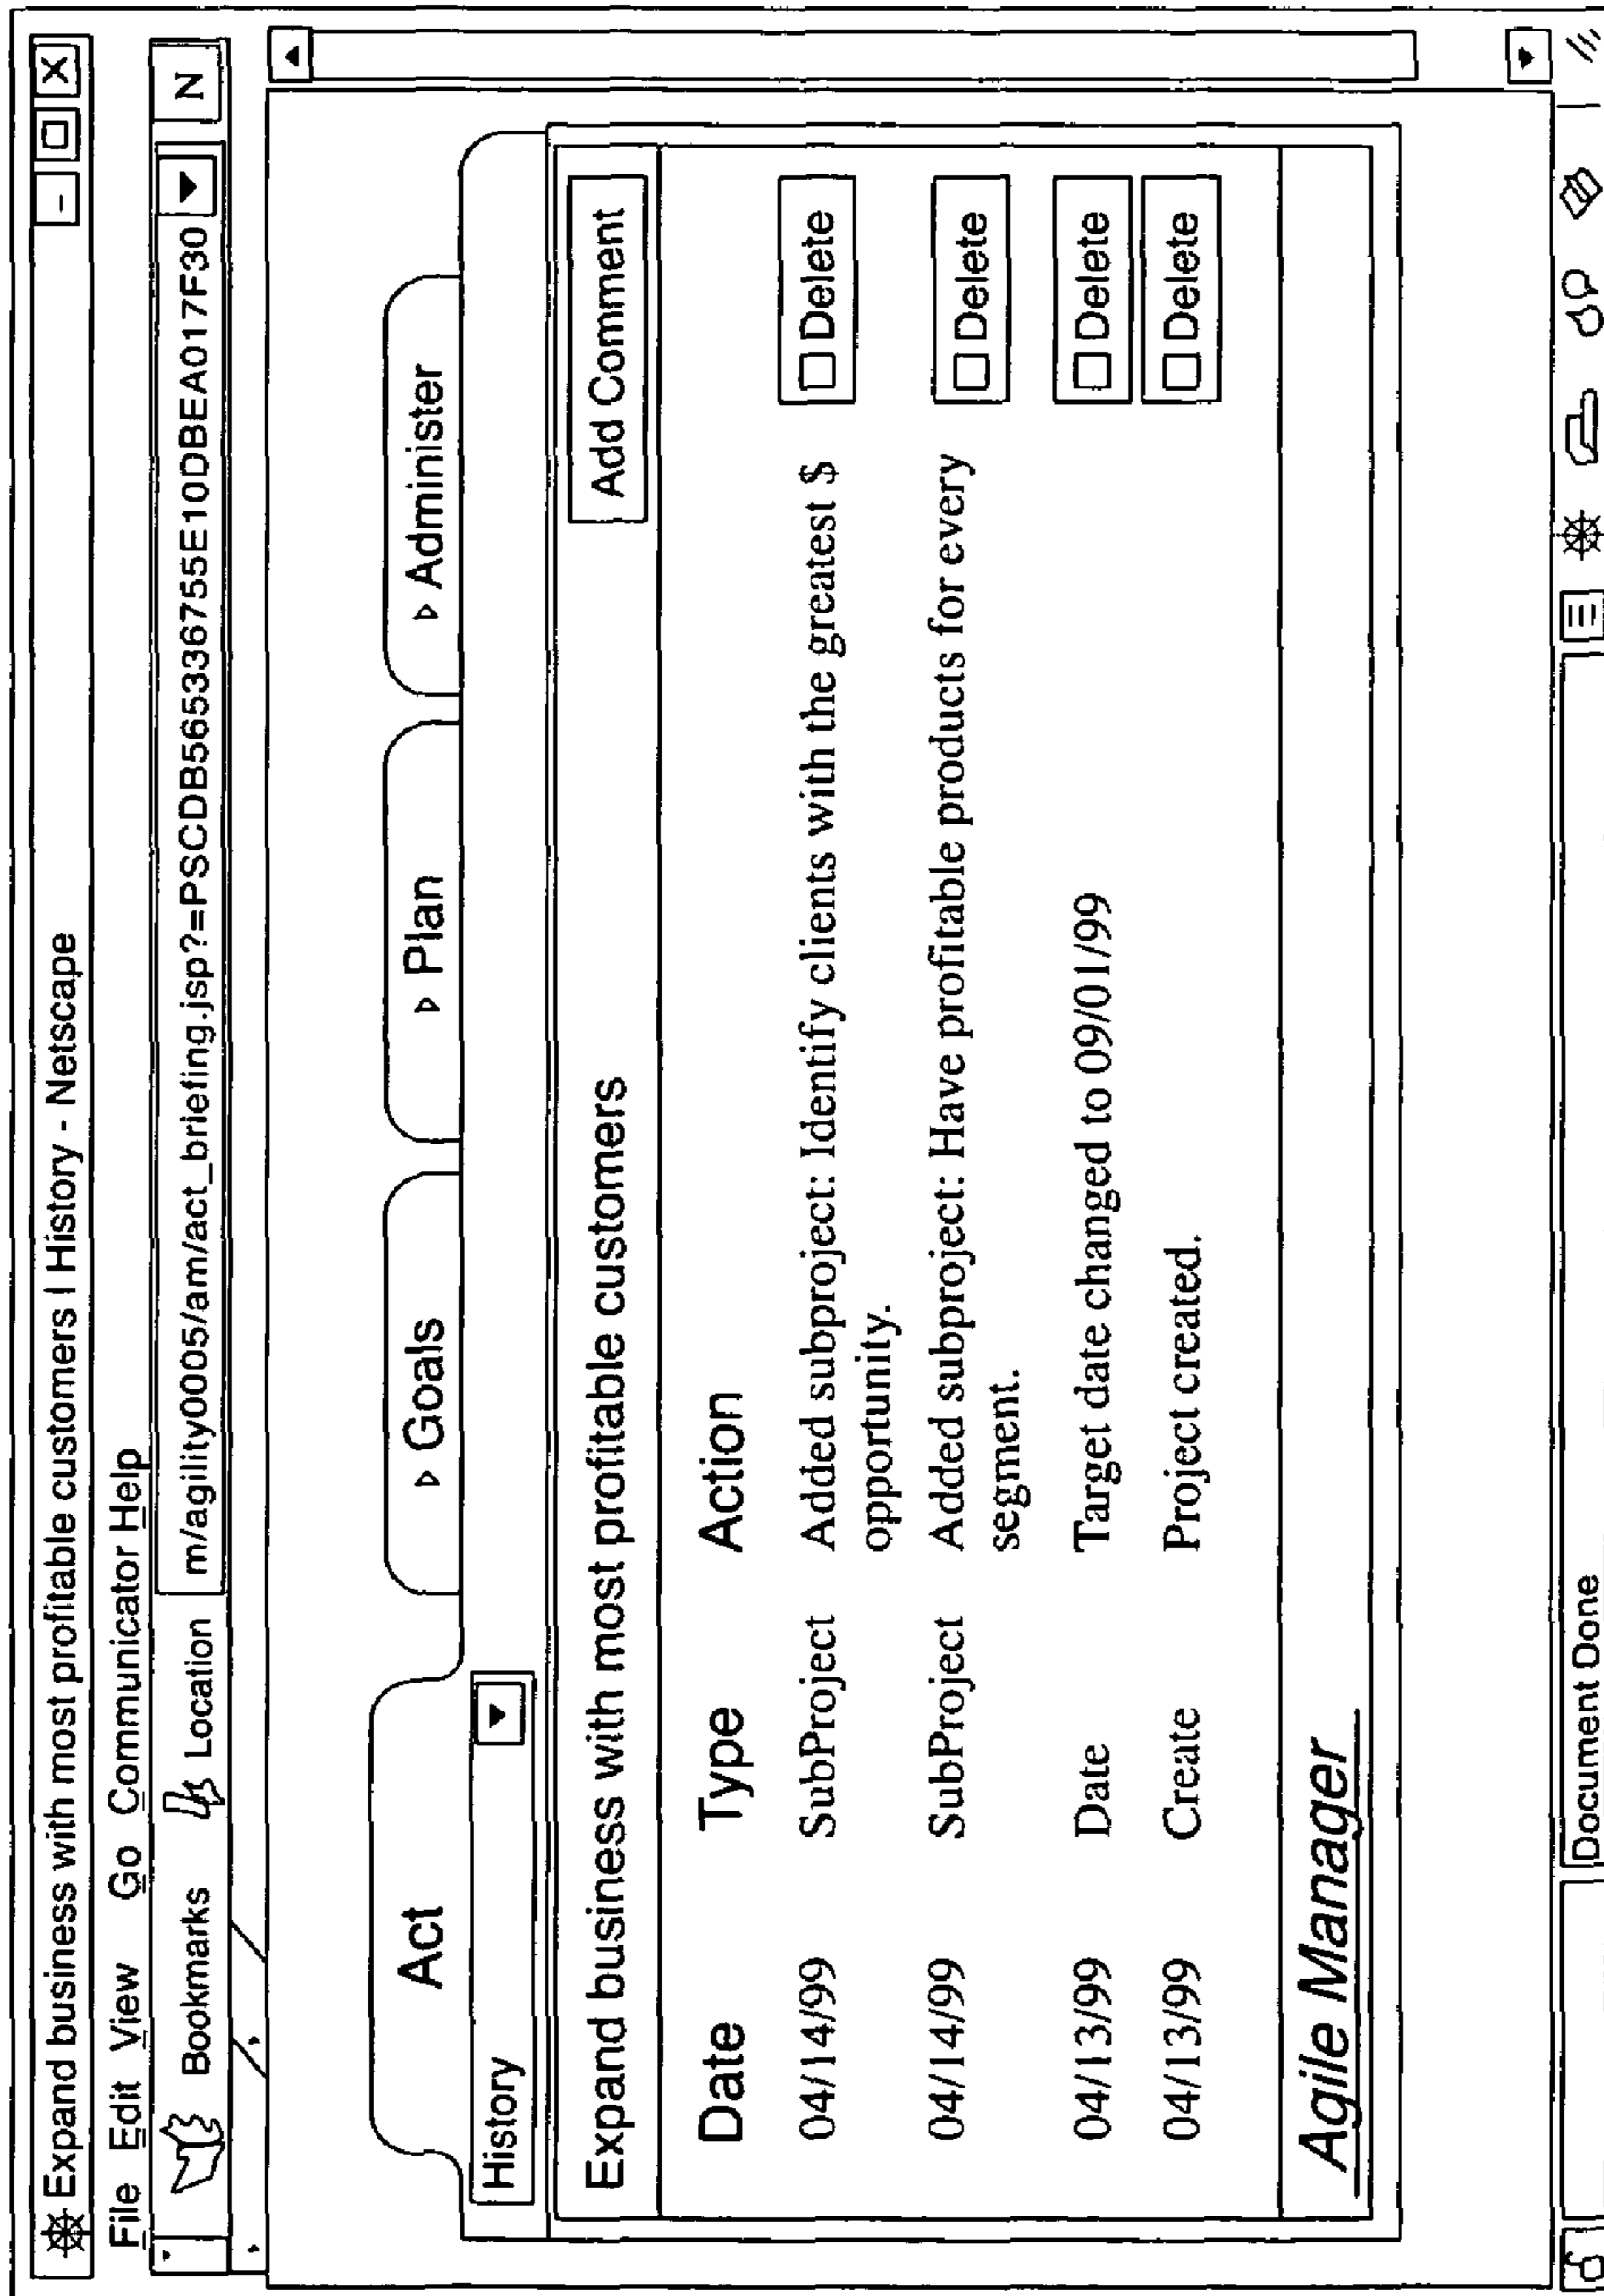 Expand business with most profitable customers | History - Netscape
File Edit View Go Communicator Help
Bookmarks Location m/agility0005/am/act_briefing.jsp?=PSCDB565336755E10DBEA017F30 N
Act Goals Plan Administer
History
Expand business with most profitable customers Add Comment
Date Type Action
04/14/99 SubProject Added subproject: Identify clients with the greatest $ Delete
opportunity.
04/14/99 SubProject Added subproject: Have profitable products for every Delete
segment.
04/13/99 Date Target date changed to 09/01/99 Delete
04/13/99 Create Project created. Delete
Agile Manager
Document Done